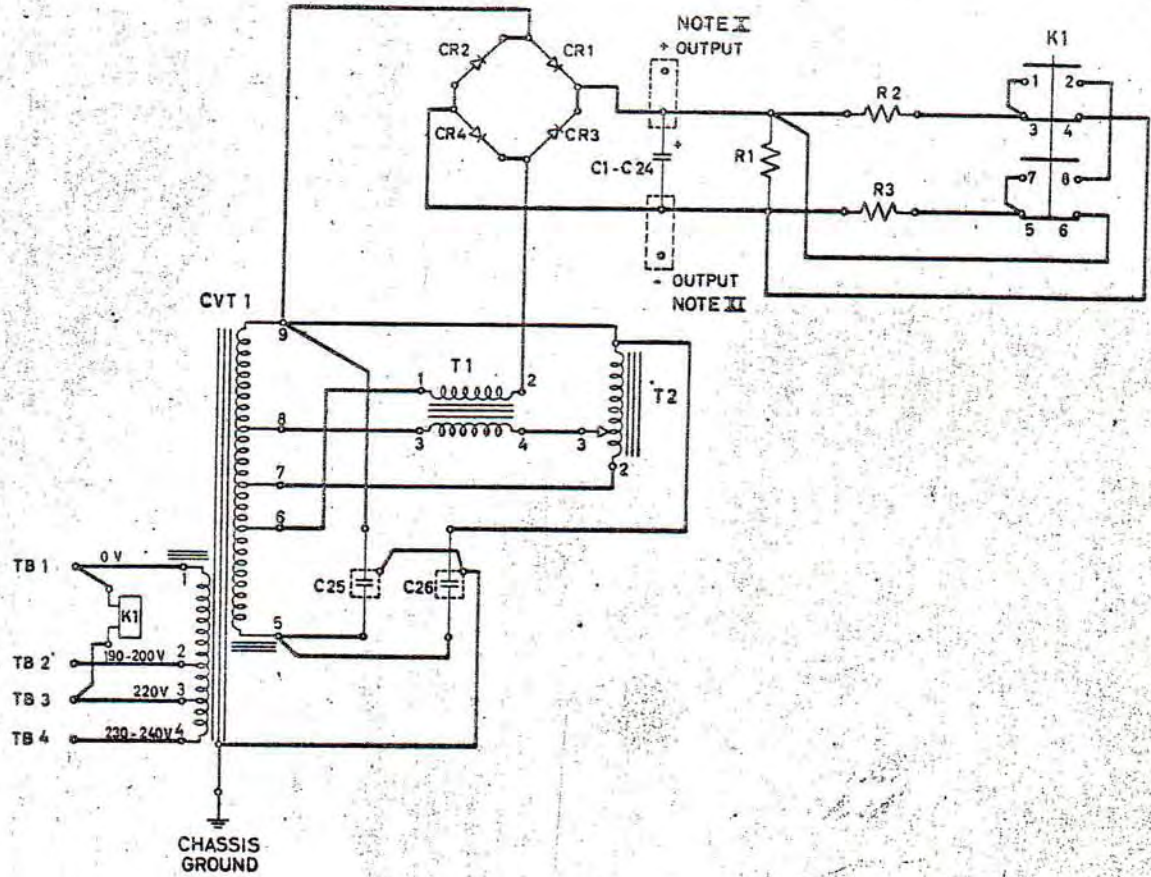 NOTE X
+ OUTPUT
K1
CR2
CR1
1
2
R2
CR4
CR3
+
3
4
R1
C1-C24
7
8
R3
5
6
- OUTPUT
NOTE XI
CVT 1
9
T1
1
2
T2
8
3
4
3
7
2
6
TB 1
0 V
1
C25
C26
K1
5
TB 2
190-200V
2
TB 3
220V
3
TB 4
230-240V
4
CHASSIS
GROUND